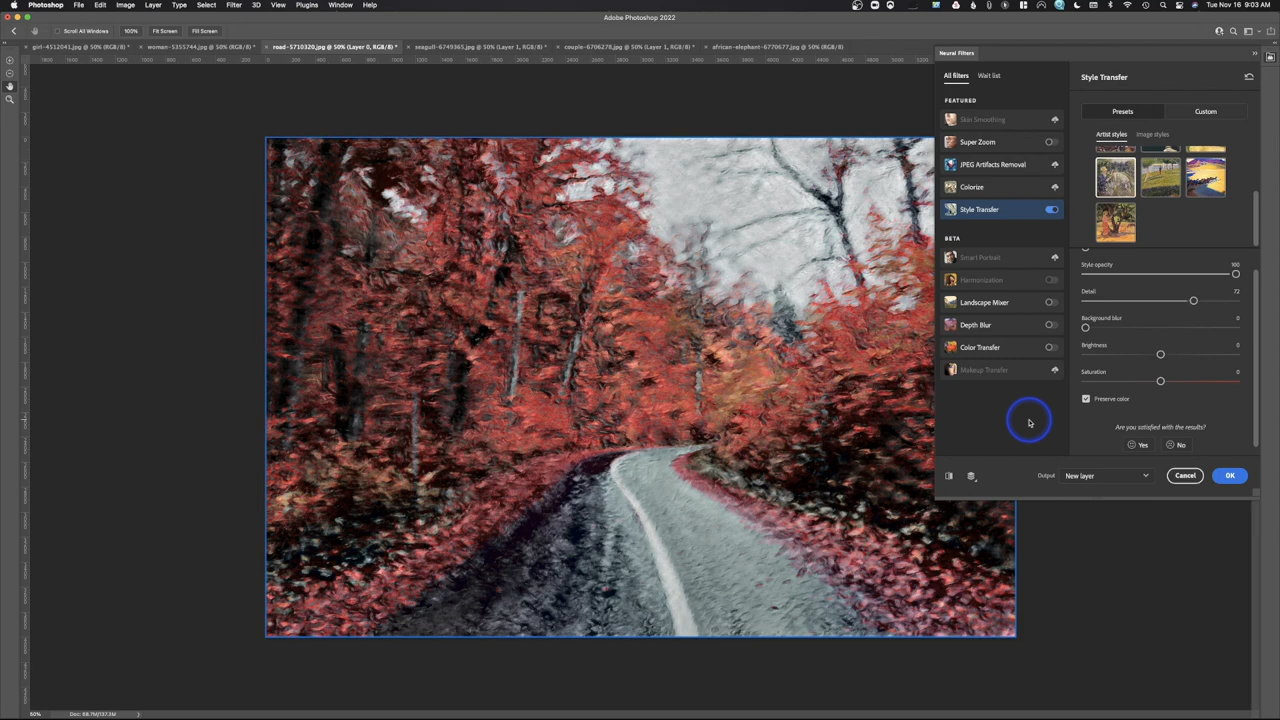 Photoshop File Edit Image Layer Type Select Filter 3D View Plugins Window Help Tue Nov 16 9:03 AM
Adobe Photoshop 2022
Scroll All Windows 100% Fit Screen Fill Screen
girl-4512041.jpg @ 50% (RGB/8) * woman-5355744.jpg @ 50% (RGB/8) * road-5710320.jpg @ 50% (Layer 0, RGB/8) * seagull-6749365.jpg @ 50% (Layer 1, RGB/8) * couple-6706278.jpg @ 50% (Layer 1, RGB/8) * african-elephant-6770677.jpg @ 50% (RGB/8)
Neural Filters
All filters Wait list
Style Transfer
FEATURED
Presets Custom
Skin Smoothing
Artist styles Image styles
Super Zoom
JPEG Artifacts Removal
Colorize
Style Transfer
BETA
Smart Portrait
Style opacity 100
Harmonization
Detail 72
Landscape Mixer
Background blur 0
Depth Blur
Brightness 0
Color Transfer
Saturation 0
Makeup Transfer
Preserve color
Are you satisfied with the results?
Yes No
Output New layer Cancel OK
50% Doc: 68.7M/137.3M